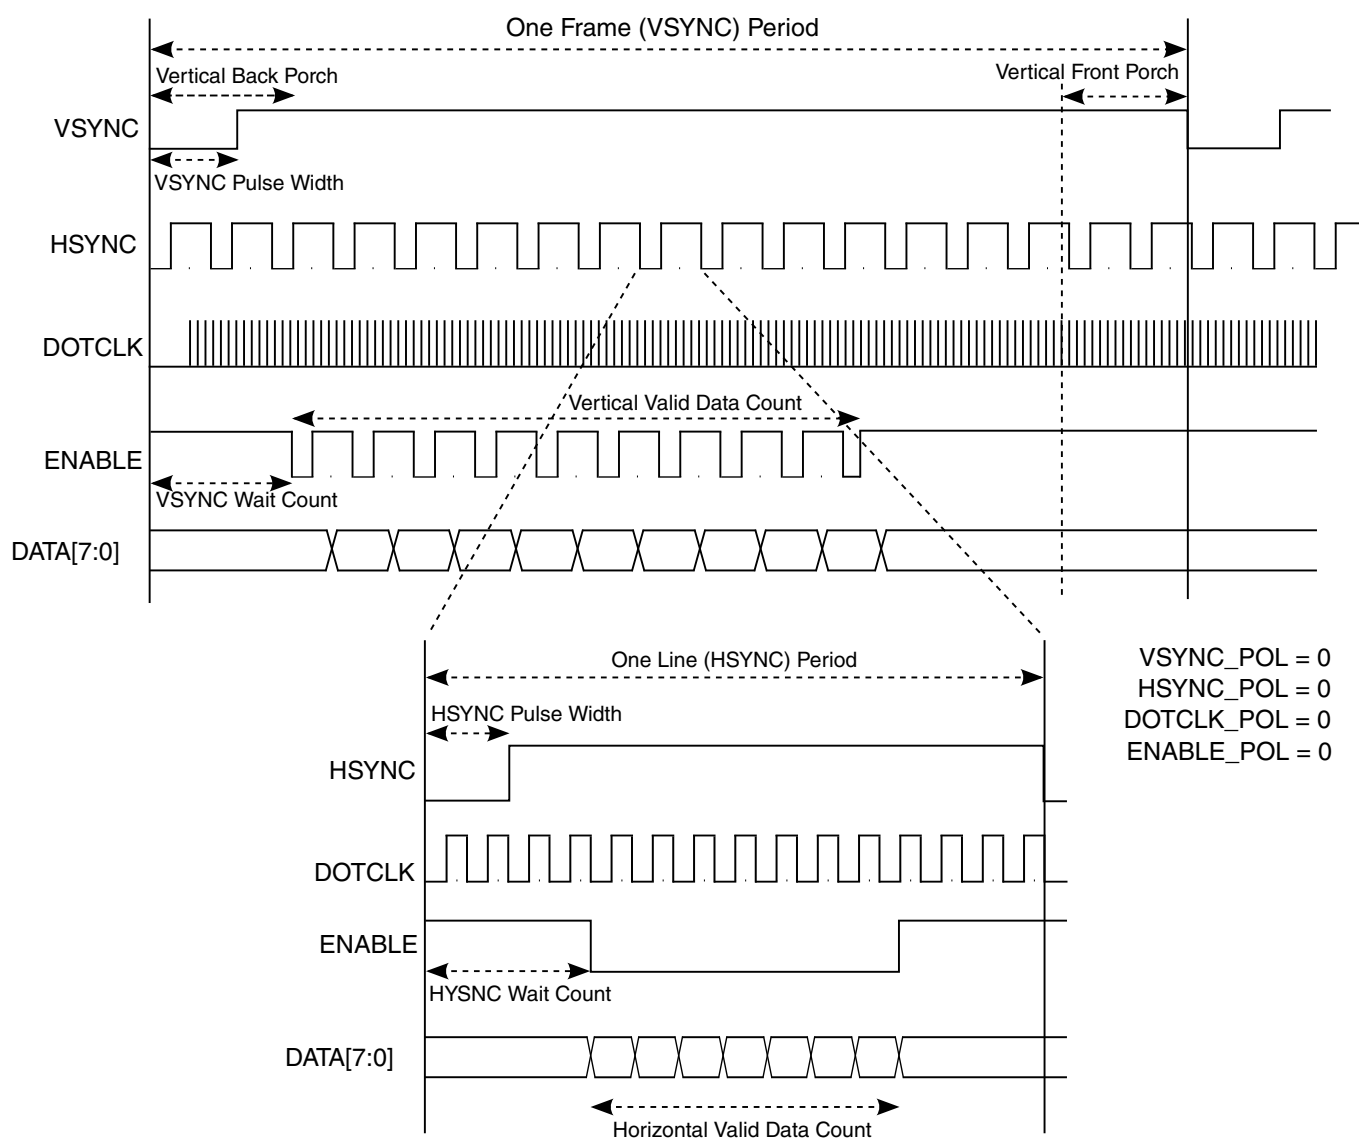 One Frame (VSYNC) Period
Vertical Back Porch
Vertical Front Porch
VSYNC
VSYNC Pulse Width
HSYNC
DOTCLK
Vertical Valid Data Count
ENABLE
VSYNC Wait Count
DATA[7:0]
One Line (HSYNC) Period
VSYNC_POL = 0
HSYNC_POL = 0
DOTCLK_POL = 0
ENABLE_POL = 0
HSYNC Pulse Width
HSYNC
DOTCLK
ENABLE
HYSNC Wait Count
DATA[7:0]
Horizontal Valid Data Count